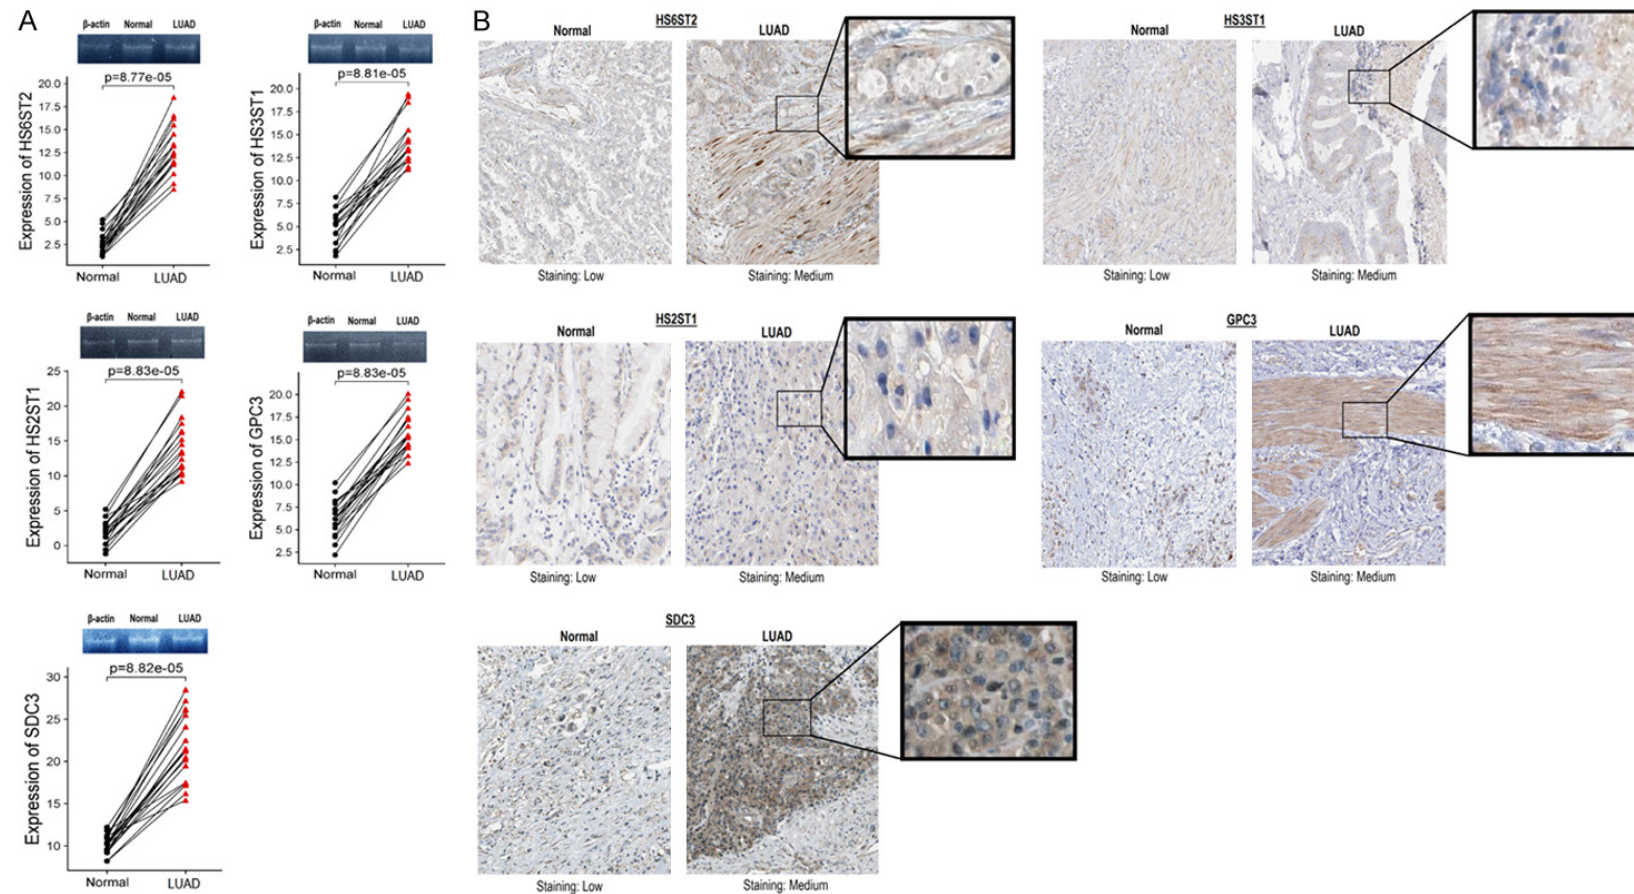 A
β-actin Normal LUAD
p=8.77e-05
Expression of HS6ST2
20.0
17.5
15.0
12.5
10.0
7.5
5.0
2.5
Normal LUAD
β-actin Normal LUAD
p=8.81e-05
Expression of HS3ST1
20.0
17.5
15.0
12.5
10.0
7.5
5.0
2.5
Normal LUAD
β-actin Normal LUAD
p=8.83e-05
Expression of HS2ST1
25
20
15
10
5
0
Normal LUAD
β-actin Normal LUAD
p=8.83e-05
Expression of GPC3
20.0
17.5
15.0
12.5
10.0
7.5
5.0
2.5
Normal LUAD
β-actin Normal LUAD
p=8.82e-05
Expression of SDC3
30
25
20
15
10
Normal LUAD
B
HS6ST2
Normal LUAD
Staining: Low Staining: Medium
HS3ST1
Normal LUAD
Staining: Low Staining: Medium
HS2ST1
Normal LUAD
Staining: Low Staining: Medium
GPC3
Normal LUAD
Staining: Low Staining: Medium
SDC3
Normal LUAD
Staining: Low Staining: Medium